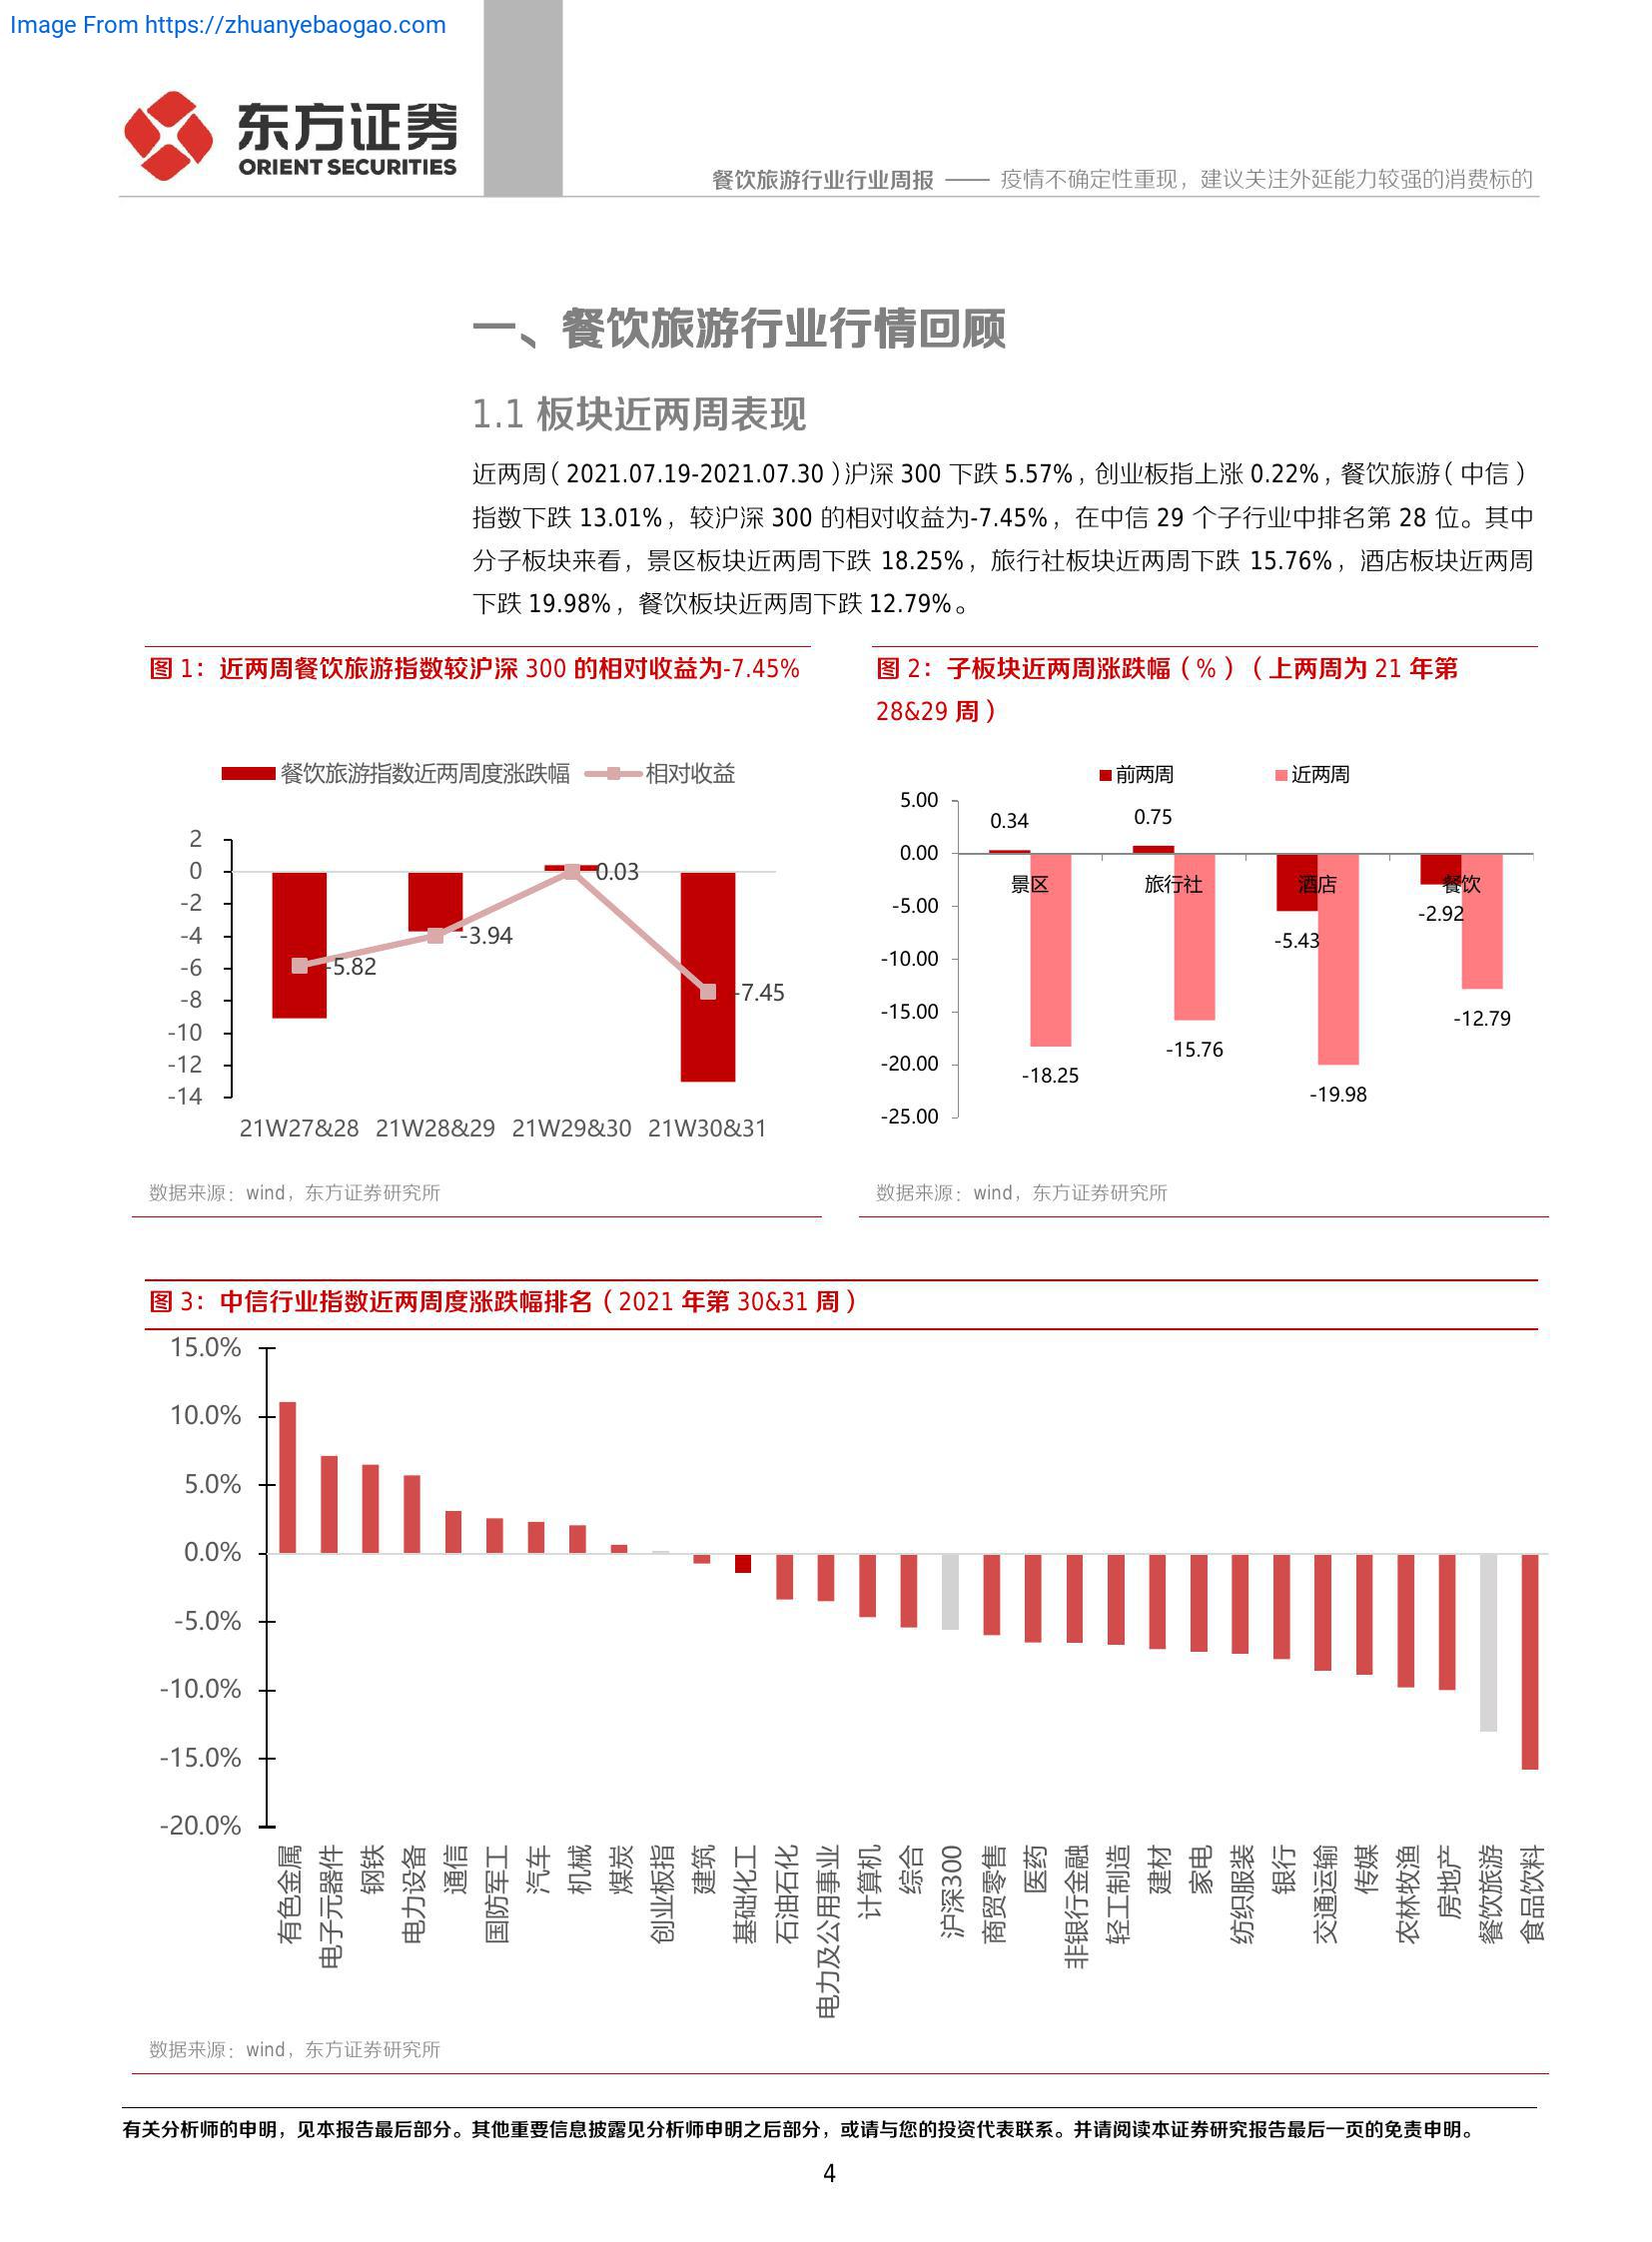 Image From https://zhuanyebaogao.com
东方证券
ORIENT SECURITIES
餐饮旅游行业行业周报 —— 疫情不确定性重现，建议关注外延能力较强的消费标的
一、餐饮旅游行业行情回顾
1.1 板块近两周表现
近两周（2021.07.19-2021.07.30）沪深 300 下跌 5.57%，创业板指上涨 0.22%，餐饮旅游（中信）
指数下跌 13.01%，较沪深 300 的相对收益为-7.45%，在中信 29 个子行业中排名第 28 位。其中
分子板块来看，景区板块近两周下跌 18.25%，旅行社板块近两周下跌 15.76%，酒店板块近两周
下跌 19.98%，餐饮板块近两周下跌 12.79%。
图 1：近两周餐饮旅游指数较沪深 300 的相对收益为-7.45%
餐饮旅游指数近两周度涨跌幅 相对收益
2
0
-2
-4
-6
-8
-10
-12
-14
-5.82
-3.94
0.03
-7.45
21W27&28 21W28&29 21W29&30 21W30&31
数据来源：wind，东方证券研究所
图 2：子板块近两周涨跌幅（%）（上两周为 21 年第
28&29 周）
前两周 近两周
5.00
0.00
-5.00
-10.00
-15.00
-20.00
-25.00
0.34
0.75
景区 旅行社 酒店 餐饮
-5.43
-2.92
-18.25
-15.76
-19.98
-12.79
数据来源：wind，东方证券研究所
图 3：中信行业指数近两周度涨跌幅排名（2021 年第 30&31 周）
15.0%
10.0%
5.0%
0.0%
-5.0%
-10.0%
-15.0%
-20.0%
有色金属
电子元器件
钢铁
电力设备
通信
国防军工
汽车
机械
煤炭
创业板指
建筑
基础化工
石油石化
电力及公用事业
计算机
综合
沪深300
商贸零售
医药
非银行金融
轻工制造
建材
家电
纺织服装
银行
交通运输
传媒
农林牧渔
房地产
餐饮旅游
食品饮料
数据来源：wind，东方证券研究所
有关分析师的申明，见本报告最后部分。其他重要信息披露见分析师申明之后部分，或请与您的投资代表联系。并请阅读本证券研究报告最后一页的免责申明。
4